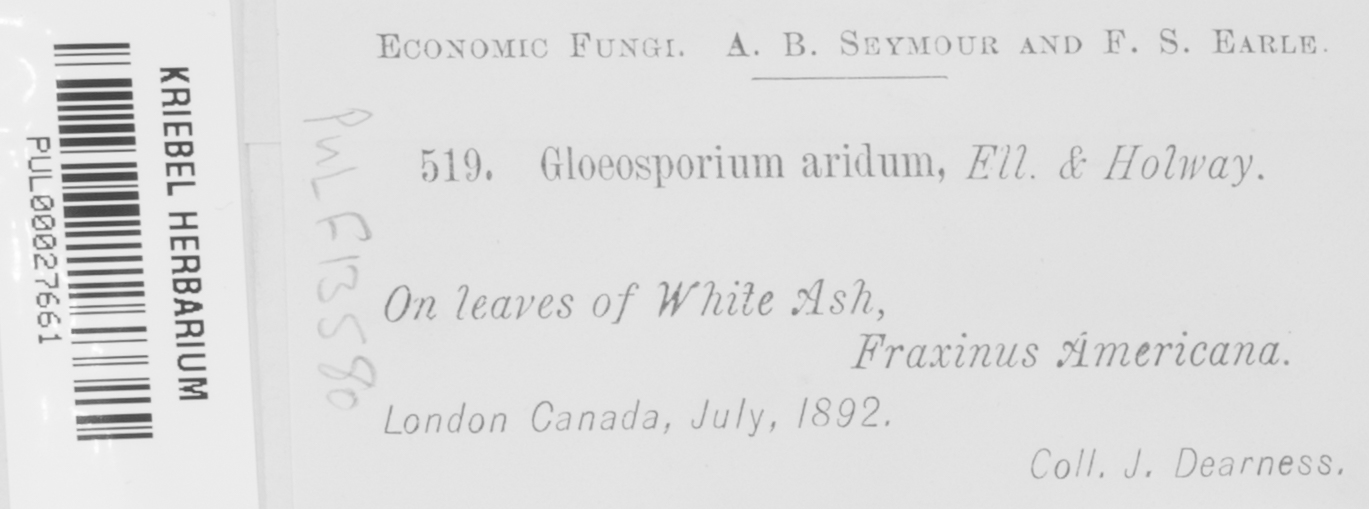 ECONOMIC FUNGI. A. B. SEYMOUR AND F. S. EARLE.
519. Gloeosporium aridum, Ell. & Holway.
On leaves of White Ash,
Fraxinus Americana.
London Canada, July, 1892.
Coll. J. Dearness.
PUL F13580
KRIEBEL HERBARIUM
PUL00027661